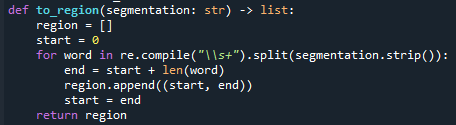 def to_region(segmentation: str) -> list:
    region = []
    start = 0
    for word in re.compile("\\s+").split(segmentation.strip()):
        end = start + len(word)
        region.append((start, end))
        start = end
    return region